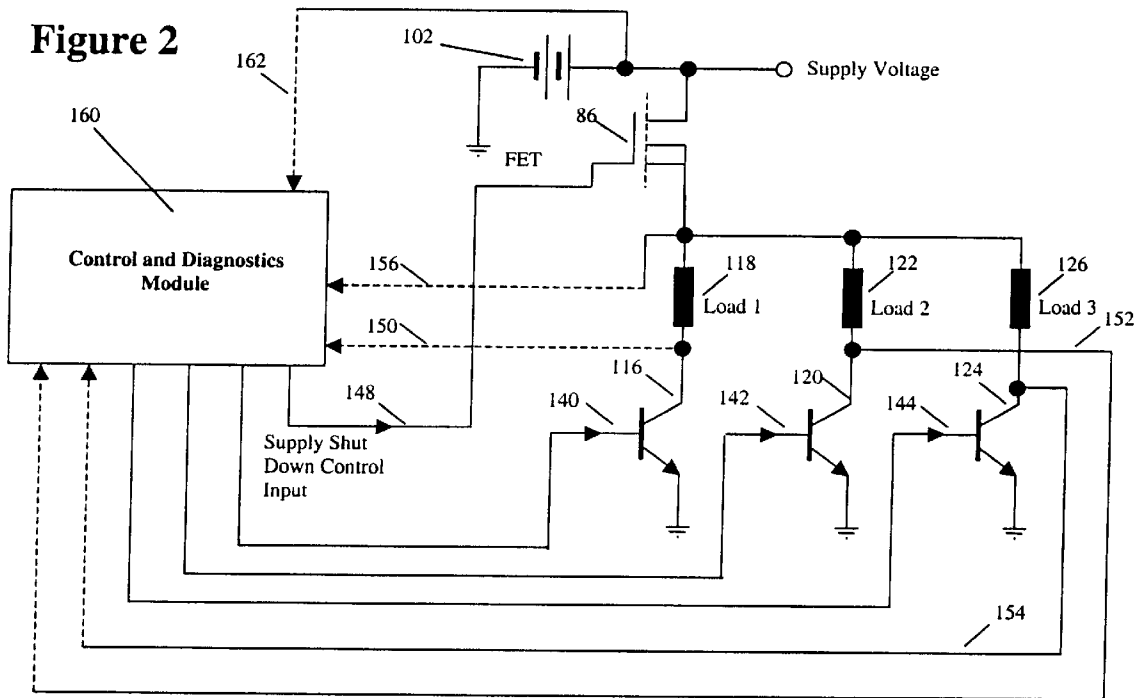 Figure 2
102
162
Supply Voltage
160
86
FET
Control and Diagnostics
Module
156
118
Load 1
122
Load 2
126
Load 3
152
150
116
120
124
148
140
142
144
Supply Shut
Down Control
Input
154